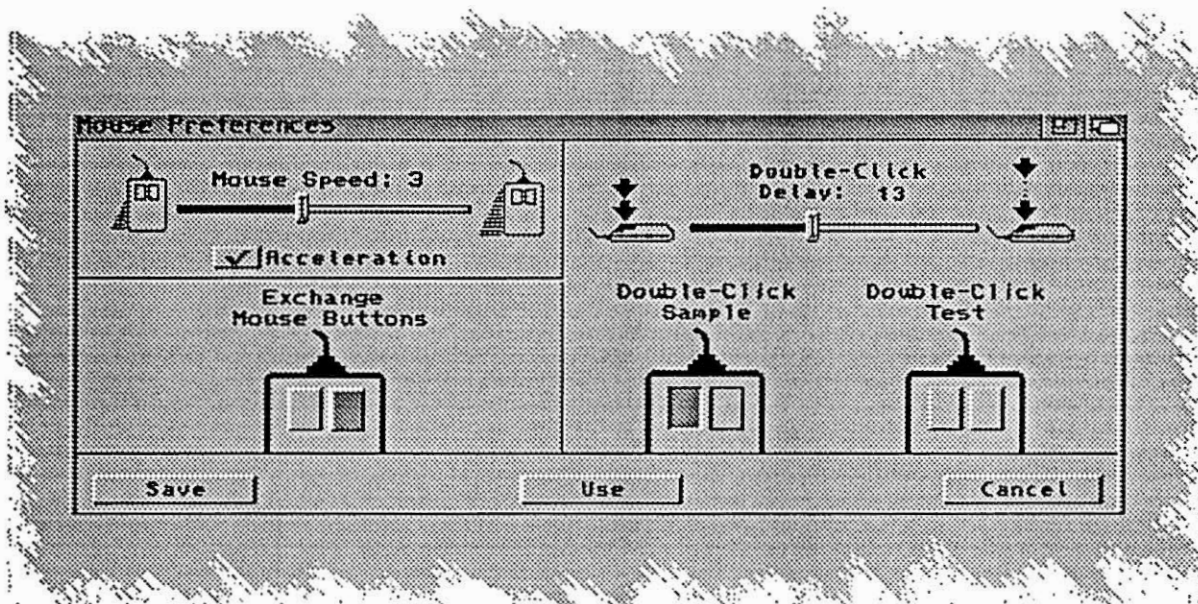 Mouse Preferences
Mouse Speed: 3
Acceleration
Exchange
Mouse Buttons
Double-Click
Delay: 13
Double-Click
Sample
Double-Click
Test
Save
Use
Cancel